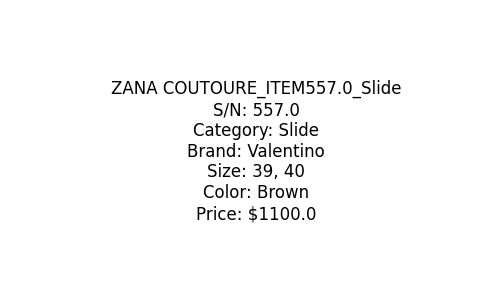 ZANA COUTOURE_ITEM557.0_Slide
S/N: 557.0
Category: Slide
Brand: Valentino
Size: 39, 40
Color: Brown
Price: $1100.0